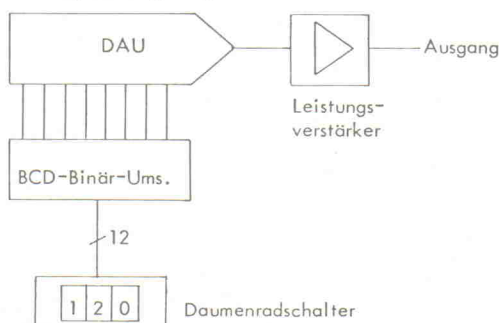 DAU
Ausgang
Leistungs-
verstärker
BCD-Binär-Ums.
12
1 2 0
Daumenradschalter